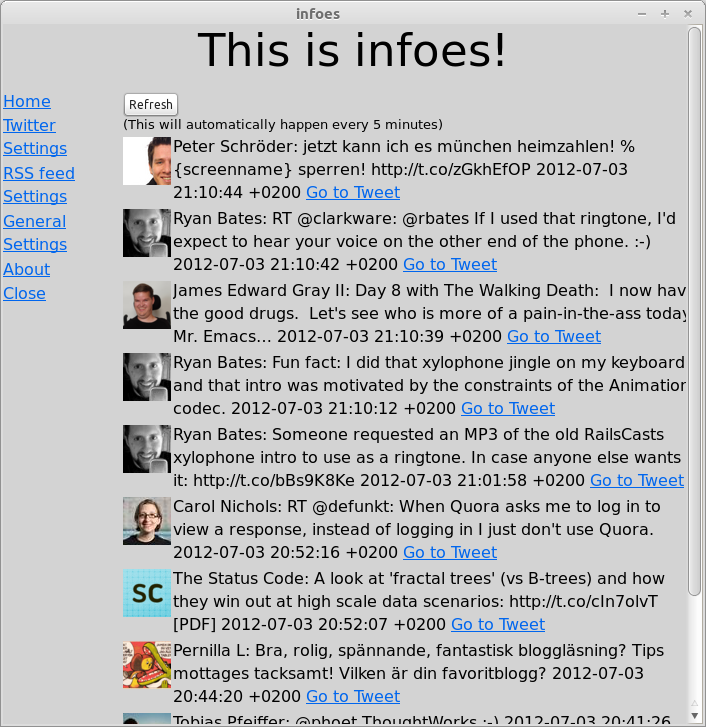 infoes
This is infoes!
Home
Twitter
Settings
RSS feed
Settings
General
Settings
About
Close
Refresh
(This will automatically happen every 5 minutes)
Peter Schröder: jetzt kann ich es münchen heimzahlen! %
{screenname} sperren! http://t.co/zGkhEfOP 2012-07-03
21:10:44 +0200 Go to Tweet
Ryan Bates: RT @clarkware: @rbates If I used that ringtone, I'd
expect to hear your voice on the other end of the phone. :-)
2012-07-03 21:10:42 +0200 Go to Tweet
James Edward Gray II: Day 8 with The Walking Death:  I now hav
the good drugs.  Let's see who is more of a pain-in-the-ass today
Mr. Emacs... 2012-07-03 21:10:39 +0200 Go to Tweet
Ryan Bates: Fun fact: I did that xylophone jingle on my keyboard
and that intro was motivated by the constraints of the Animation
codec. 2012-07-03 21:10:12 +0200 Go to Tweet
Ryan Bates: Someone requested an MP3 of the old RailsCasts
xylophone intro to use as a ringtone. In case anyone else wants
it: http://t.co/bBs9K8Ke 2012-07-03 21:01:58 +0200 Go to Tweet
Carol Nichols: RT @defunkt: When Quora asks me to log in to
view a response, instead of logging in I just don't use Quora.
2012-07-03 20:52:16 +0200 Go to Tweet
SC
The Status Code: A look at 'fractal trees' (vs B-trees) and how
they win out at high scale data scenarios: http://t.co/cIn7olvT
[PDF] 2012-07-03 20:52:07 +0200 Go to Tweet
Pernilla L: Bra, rolig, spännande, fantastisk bloggläsning? Tips
mottages tacksamt! Vilken är din favoritblogg? 2012-07-03
20:44:20 +0200 Go to Tweet
Tobias Pfeiffer: @phoet ThoughtWorks :-) 2012-07-03 20:41:26